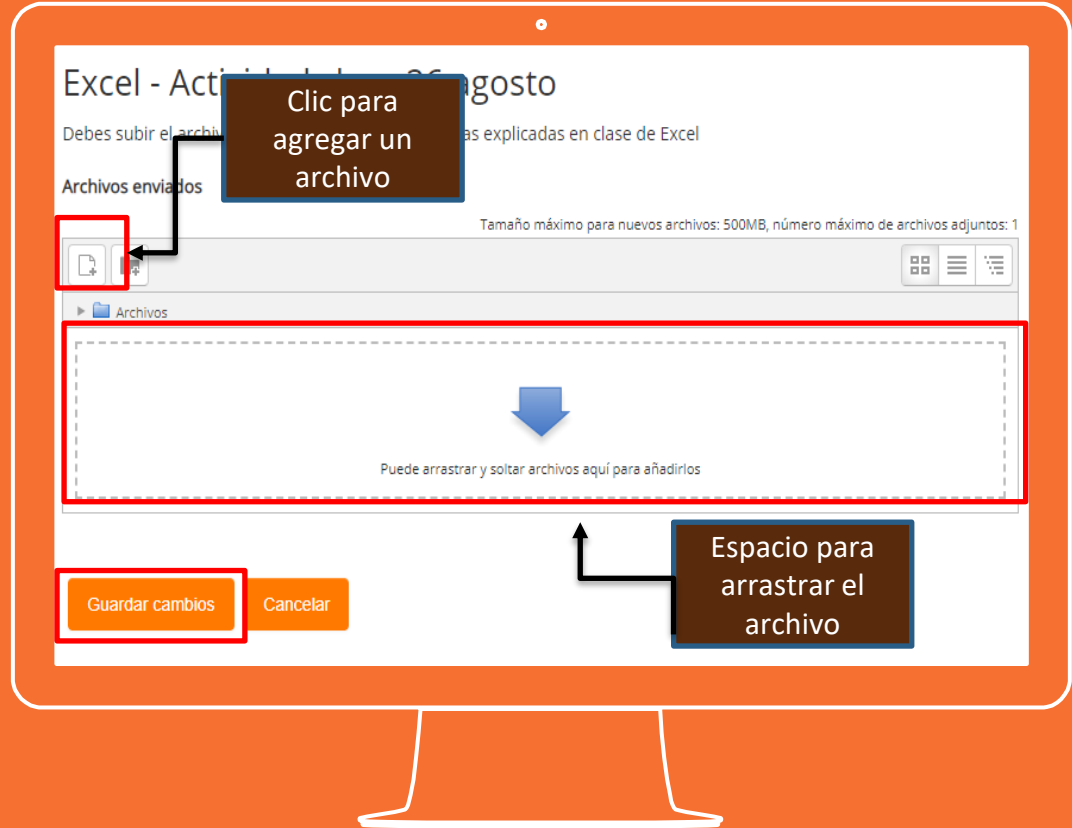 Excel - Acti agosto
Clic para
agregar un
archivo
Debes subir el as explicadas en clase de Excel
Archivos enviados
Tamaño máximo para nuevos archivos: 500MB, número máximo de archivos adjuntos: 1
Archivos
Puede arrastrar y soltar archivos aquí para añadirlos
Espacio para
arrastrar el
archivo
Guardar cambios
Cancelar